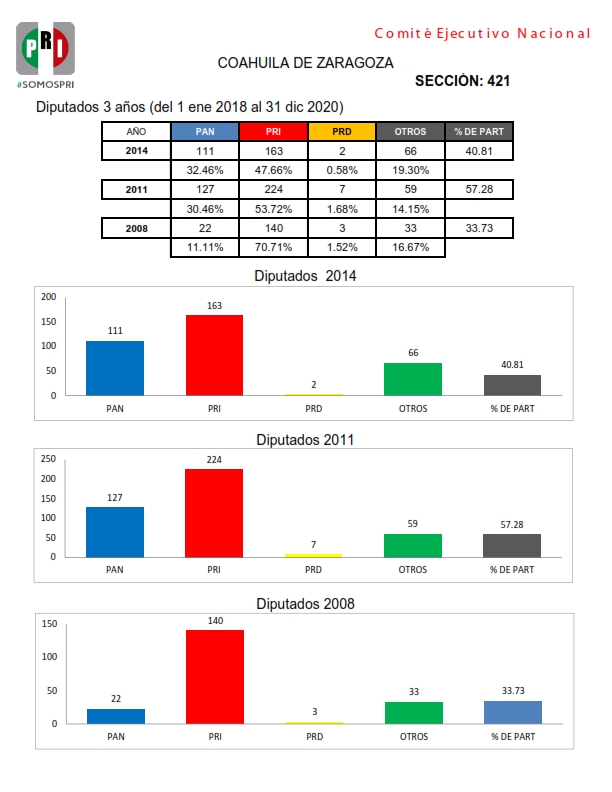 Comité Ejecutivo Nacional
PRI
#SOMOSPRI
COAHUILA DE ZARAGOZA
SECCIÓN: 421
Diputados 3 años (del 1 ene 2018 al 31 dic 2020)
AÑO PAN PRI PRD OTROS % DE PART
2014 111 163 2 66 40.81
32.46% 47.66% 0.58% 19.30%
2011 127 224 7 59 57.28
30.46% 53.72% 1.68% 14.15%
2008 22 140 3 33 33.73
11.11% 70.71% 1.52% 16.67%
Diputados 2014
200
150
100
50
0
111 163 2 66 40.81
PAN PRI PRD OTROS % DE PART
Diputados 2011
250
200
150
100
50
0
127 224 7 59 57.28
PAN PRI PRD OTROS % DE PART
Diputados 2008
150
100
50
0
22 140 3 33 33.73
PAN PRI PRD OTROS % DE PART